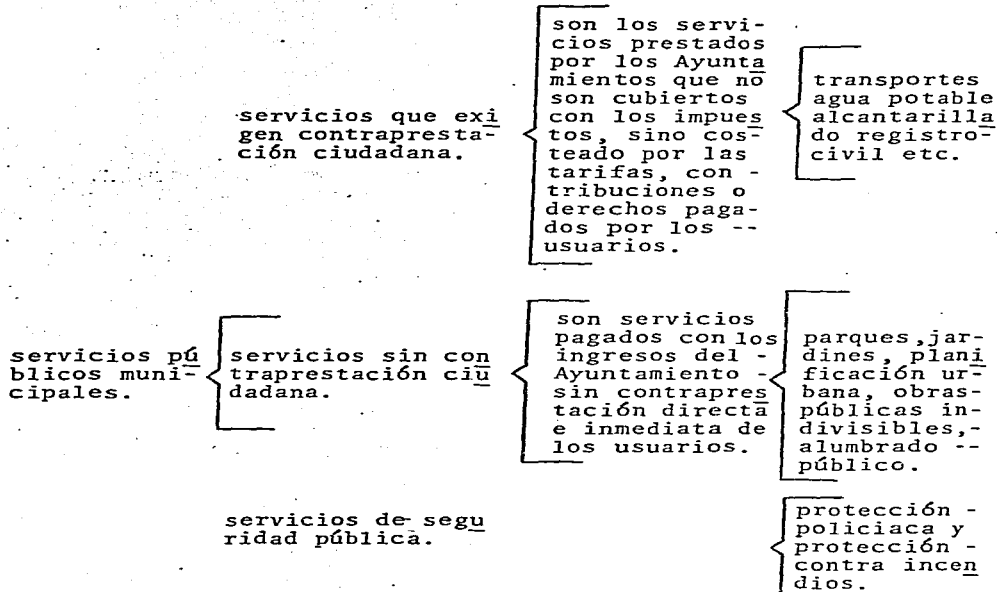 servicios que exi
gen contrapresta-
ción ciudadana.
son los servi-
cios prestados
por los Ayunta
mientos que no
son cubiertos
con los impues
tos, sino cos-
teado por las
tarifas, con -
tribuciones o
derechos paga-
dos por los --
usuarios.
transportes
agua potable
alcantarilla
do registro-
civil etc.
servicios pú
blicos muni-
cipales.
servicios sin con
traprestación ciu
dadana.
son servicios
pagados con los
ingresos del -
Ayuntamiento -
sin contrapres
tación directa
e inmediata de
los usuarios.
parques,jar-
dines, plani
ficación ur-
bana, obras-
públicas in-
divisibles,-
alumbrado --
público.
servicios de segu
ridad pública.
protección -
policiaca y
protección -
contra incen
dios.